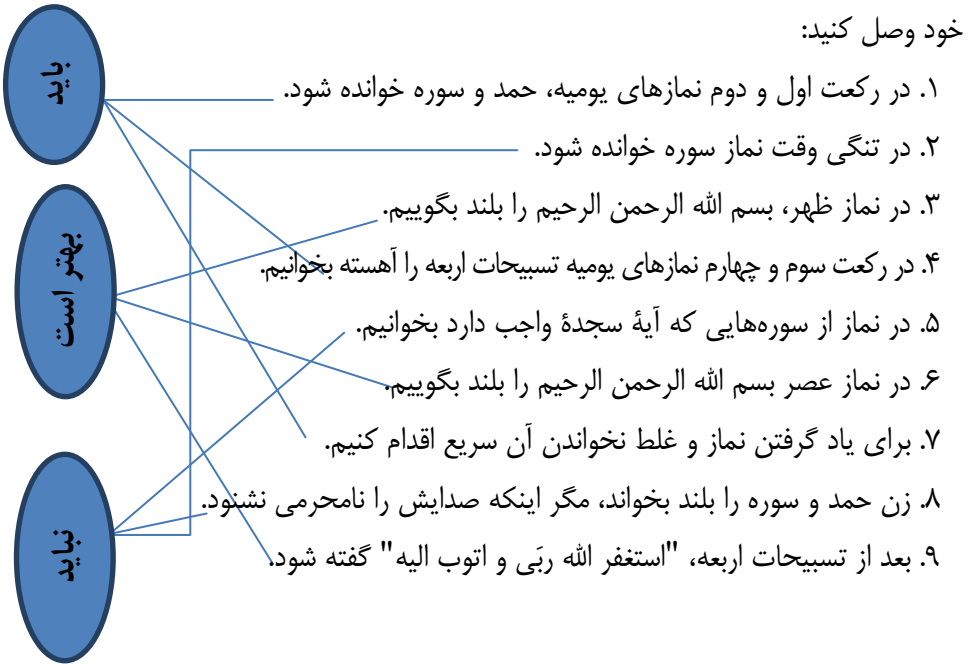 خود وصل کنید:
۱. در رکعت اول و دوم نمازهای یومیه، حمد و سوره خوانده شود.
۲. در تنگی وقت نماز سوره خوانده شود.
۳. در نماز ظهر، بسم الله الرحمن الرحیم را بلند بگوییم.
۴. در رکعت سوم و چهارم نمازهای یومیه تسبیحات اربعه را آهسته بخوانیم.
۵. در نماز از سوره‌هایی که آیۀ سجدۀ واجب دارد بخوانیم.
۶. در نماز عصر بسم الله الرحمن الرحیم را بلند بگوییم.
۷. برای یاد گرفتن نماز و غلط نخواندن آن سریع اقدام کنیم.
۸. زن حمد و سوره را بلند بخواند، مگر اینکه صدایش را نامحرمی نشنود.
۹. بعد از تسبیحات اربعه، "استغفر الله ربَی و اتوب الیه" گفته شود.
باید
بهتر است
نباید